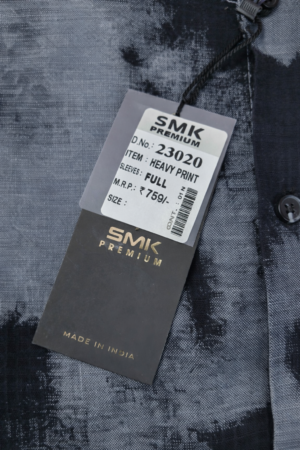 SMK
PREMIUM
D.No.: 23020
ITEM : HEAVY PRINT
SLEEVES : FULL
M.R.P.: ₹ 759/-
SIZE :
SMK
PREMIUM
MADE IN INDIA